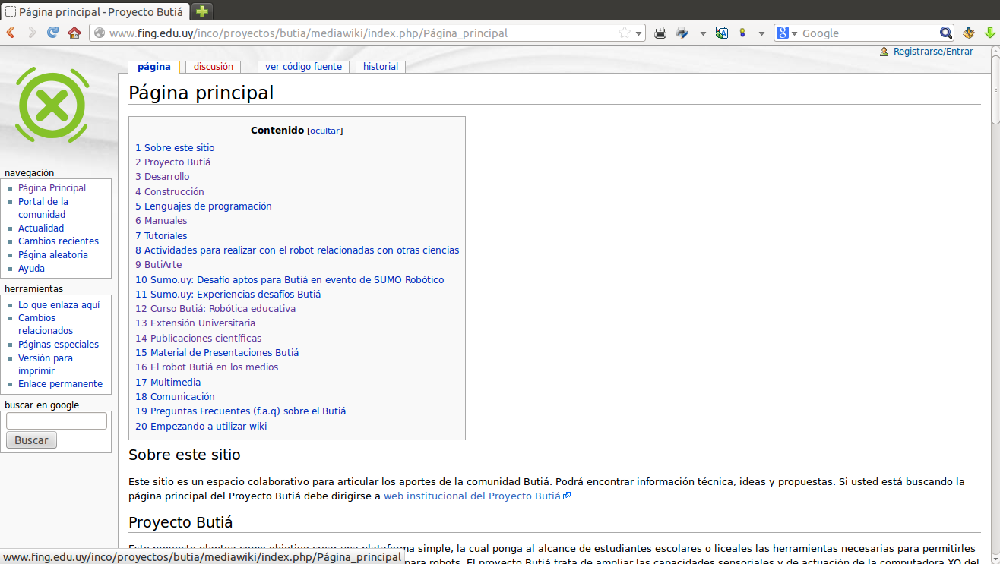 Página principal - Proyecto Butiá
www.fing.edu.uy/inco/proyectos/butia/mediawiki/index.php/Página_principal
Google
Registrarse/Entrar
página
discusión
ver código fuente
historial
Página principal
Contenido [ocultar]
1 Sobre este sitio
2 Proyecto Butiá
3 Desarrollo
4 Construcción
5 Lenguajes de programación
6 Manuales
7 Tutoriales
8 Actividades para realizar con el robot relacionadas con otras ciencias
9 ButiArte
10 Sumo.uy: Desafío aptos para Butiá en evento de SUMO Robótico
11 Sumo.uy: Experiencias desafíos Butiá
12 Curso Butiá: Robótica educativa
13 Extensión Universitaria
14 Publicaciones científicas
15 Material de Presentaciones Butiá
16 El robot Butiá en los medios
17 Multimedia
18 Comunicación
19 Preguntas Frecuentes (f.a.q) sobre el Butiá
20 Empezando a utilizar wiki
Sobre este sitio
Este sitio es un espacio colaborativo para articular los aportes de la comunidad Butiá. Podrá encontrar información técnica, ideas y propuestas. Si usted está buscando la
página principal del Proyecto Butiá debe dirigirse a web institucional del Proyecto Butiá
Proyecto Butiá
Este proyecto plantea como objetivo crear una plataforma simple, la cual ponga al alcance de estudiantes escolares o liceales las herramientas necesarias para permitirles
para robots. El proyecto Butiá trata de ampliar las capacidades sensoriales y de actuación de la computadora XO del
navegación
Página Principal
Portal de la
comunidad
Actualidad
Cambios recientes
Página aleatoria
Ayuda
herramientas
Lo que enlaza aquí
Cambios
relacionados
Páginas especiales
Versión para
imprimir
Enlace permanente
buscar en google
Buscar
www.fing.edu.uy/inco/proyectos/butia/mediawiki/index.php/Página_principal